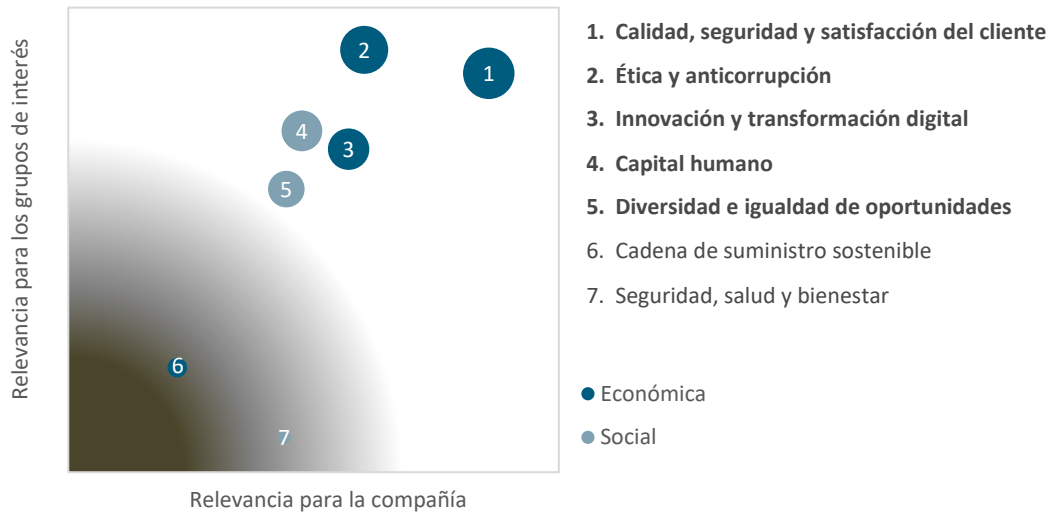 Relevancia para los grupos de interés
2
1
4
3
5
6
7
Relevancia para la compañía
1. Calidad, seguridad y satisfacción del cliente
2. Ética y anticorrupción
3. Innovación y transformación digital
4. Capital humano
5. Diversidad e igualdad de oportunidades
6. Cadena de suministro sostenible
7. Seguridad, salud y bienestar
Económica
Social